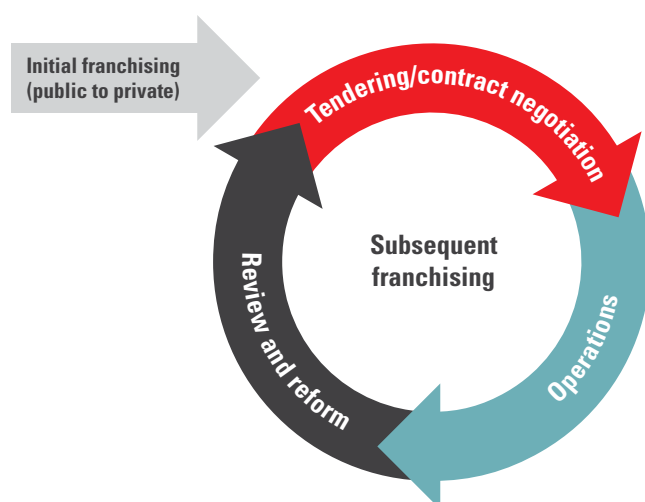 Initial franchising
(public to private)
Tendering/contract negotiation
Subsequent
franchising
Operations
Review and reform